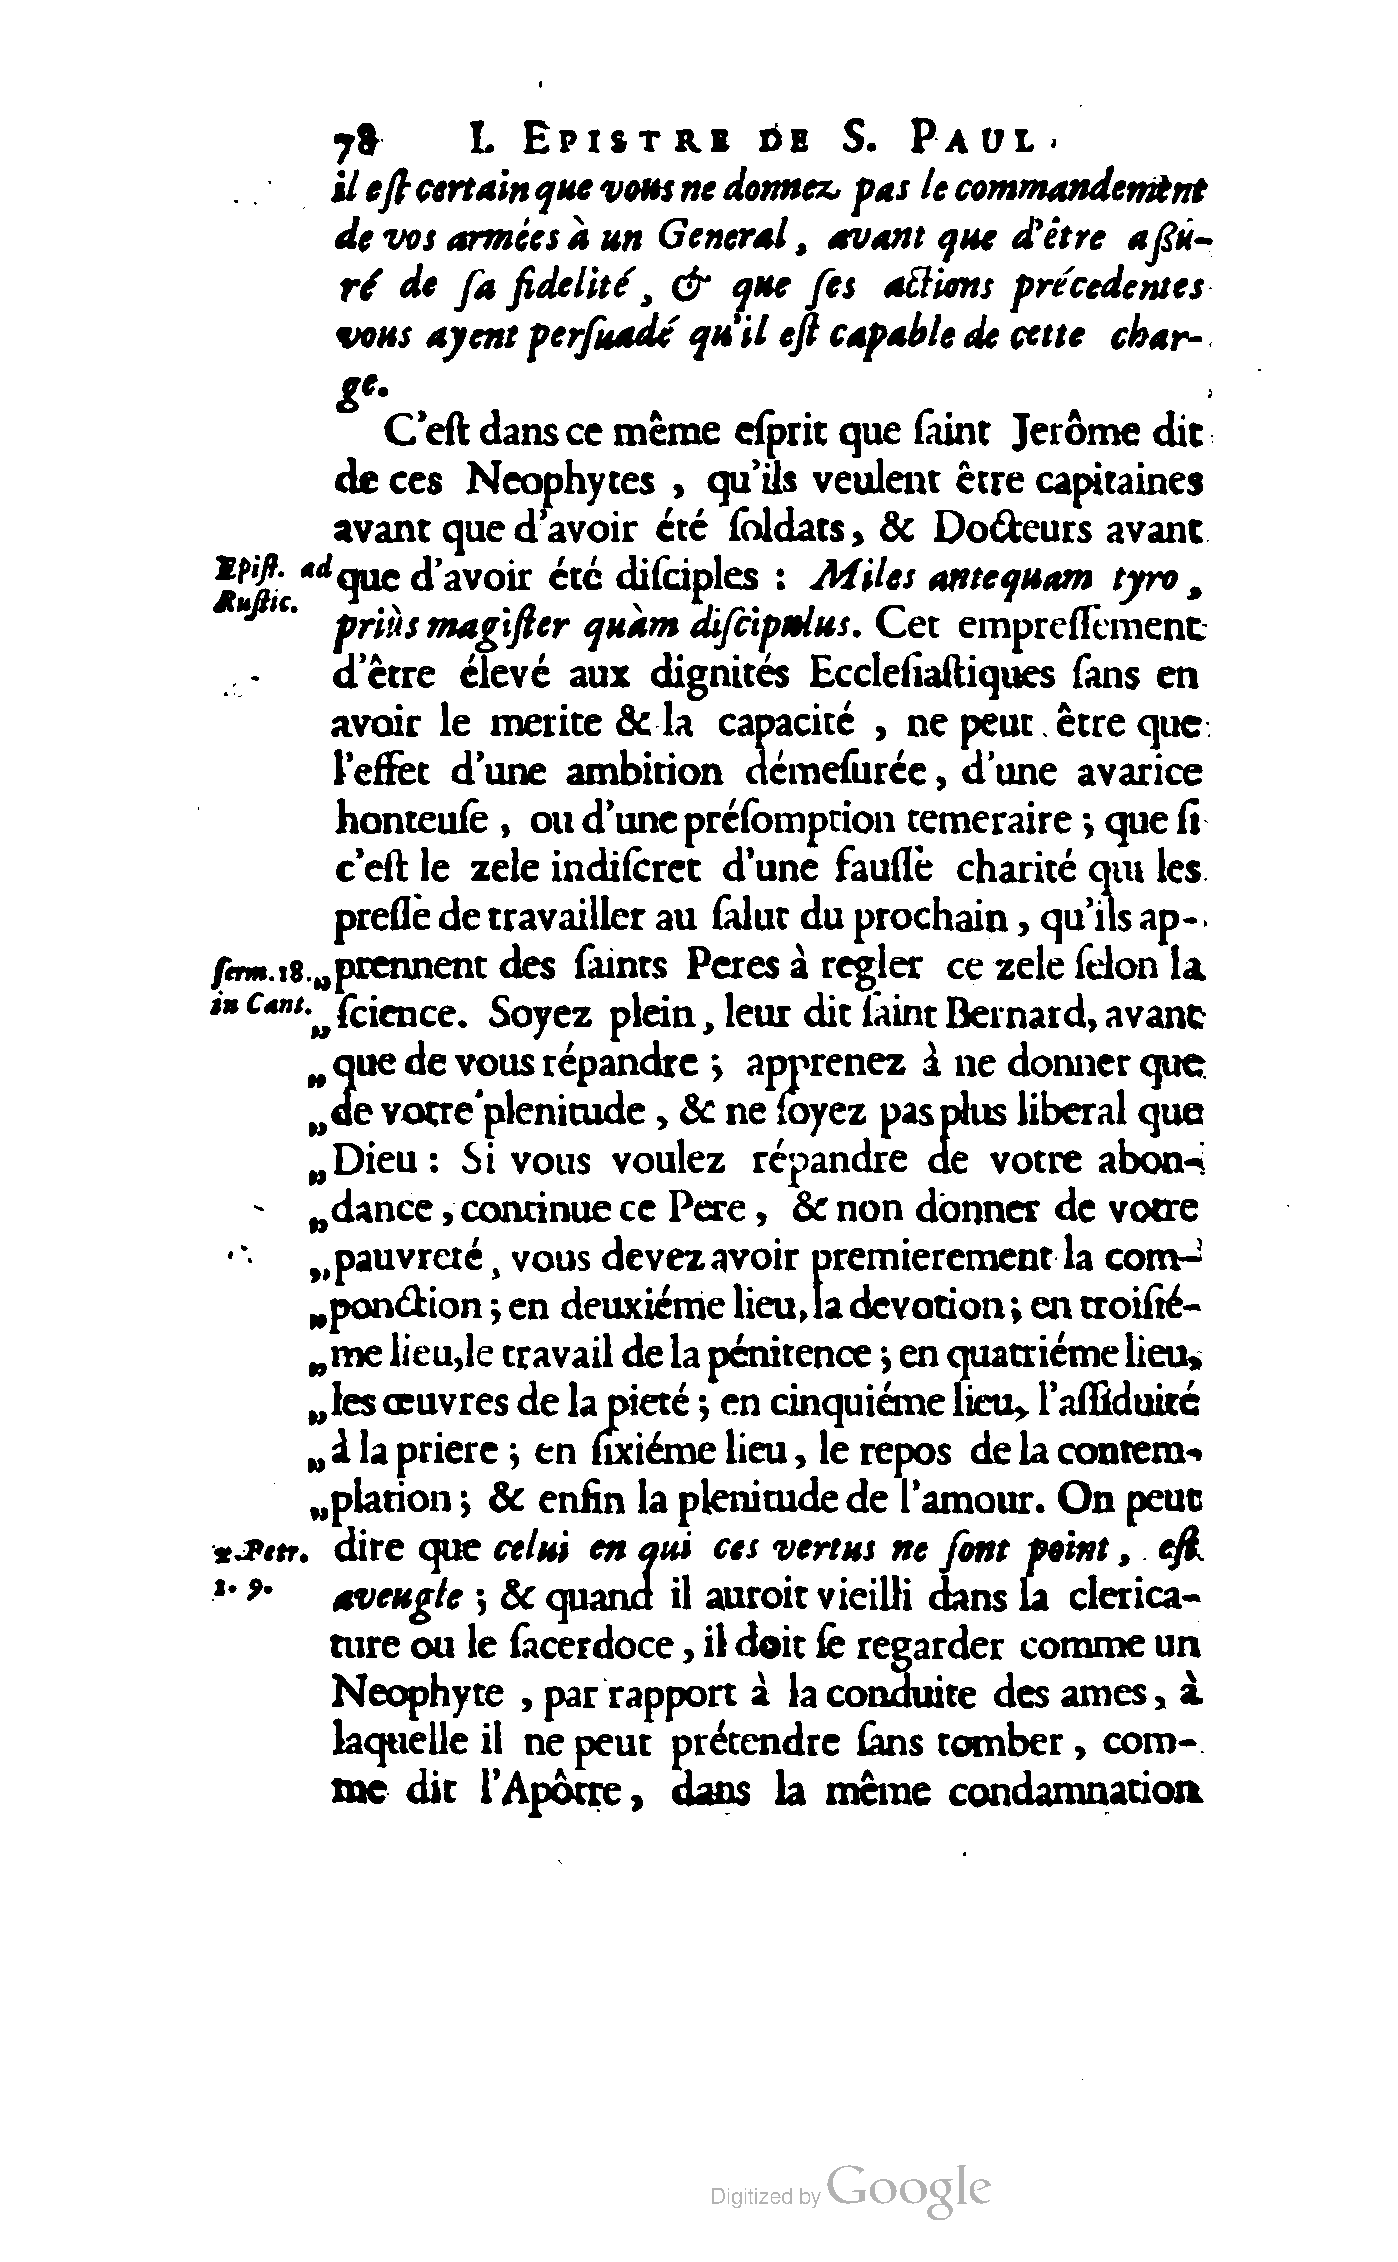 78 I. EPISTRE DE S. PAUL.
il eſt certain que vous ne donnez pas le commandement
de vos armées à un General, avant que d'être aſſu-
ré de ſa fidelité, & que ſes actions précedentes
vous ayent perſuadé qu'il eſt capable de cette char-
ge.
C'eſt dans ce même eſprit que ſaint Jerôme dit
de ces Neophytes, qu'ils veulent être capitaines
avant que d'avoir été ſoldats, & Docteurs avant
Epiſt. ad que d'avoir été diſciples : Miles antequam tyro,
Ruſtic. priùs magiſter quàm diſcipulus. Cet empreſſement
d'être élevé aux dignités Eccleſiaſtiques ſans en
avoir le merite & la capacité, ne peut être que
l'effet d'une ambition démeſurée, d'une avarice
honteuſe, ou d'une préſomption temeraire ; que ſi
c'eſt le zele indiſcret d'une fauſſe charité qui les
preſſe de travailler au ſalut du prochain, qu'ils ap-
ſerm. 18. „prennent des ſaints Peres à regler ce zele ſelon la
in Cant. „ſcience. Soyez plein, leur dit ſaint Bernard, avant
„que de vous répandre ; apprenez à ne donner que
„de votre plenitude, & ne ſoyez pas plus liberal que
„Dieu : Si vous voulez répandre de votre abon-
„dance, continue ce Pere, & non donner de votre
„pauvreté, vous devez avoir premierement la com-
„ponction ; en deuxiéme lieu, la devotion ; en troiſié-
„me lieu, le travail de la pénitence ; en quatriéme lieu,
„les œuvres de la pieté ; en cinquiéme lieu, l'aſſiduité
„à la priere ; en ſixiéme lieu, le repos de la contem-
„plation ; & enfin la plenitude de l'amour. On peut
2. Petr. dire que celui en qui ces vertus ne ſont point, eſt
1. 9. aveugle ; & quand il auroit vieilli dans la clerica-
ture ou le ſacerdoce, il doit ſe regarder comme un
Neophyte, par rapport à la conduite des ames, à
laquelle il ne peut prétendre ſans tomber, com-
me dit l'Apôtre, dans la même condamnation
Digitized by Google